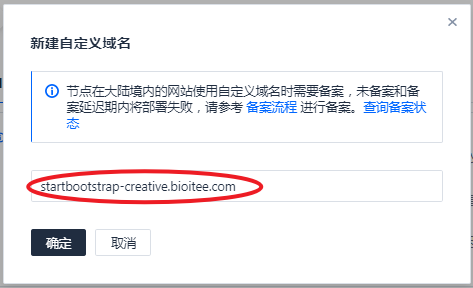 新建自定义域名
节点在大陆境内的网站使用自定义域名时需要备案，未备案和备
案延迟期内将部署失败，请参考 备案流程 进行备案。查询备案状
态
startbootstrap-creative.bioitee.com
确定 取消